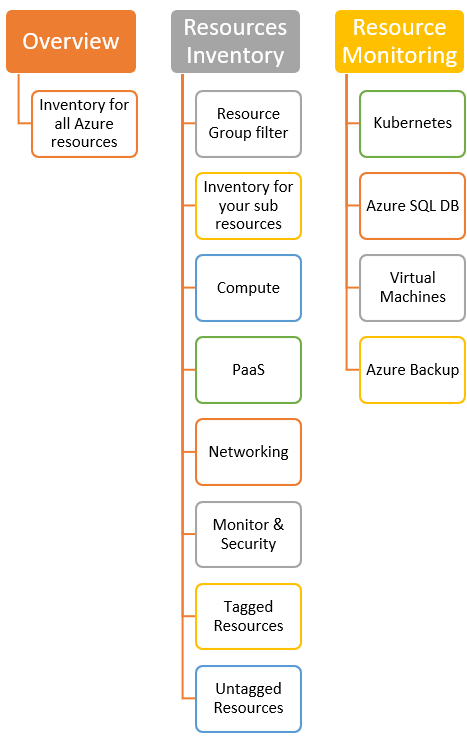 Overview
Inventory for
all Azure
resources
Resources
Inventory
Resource
Group filter
Inventory for
your sub
resources
Compute
PaaS
Networking
Monitor &
Security
Tagged
Resources
Untagged
Resources
Resource
Monitoring
Kubernetes
Azure SQL DB
Virtual
Machines
Azure Backup